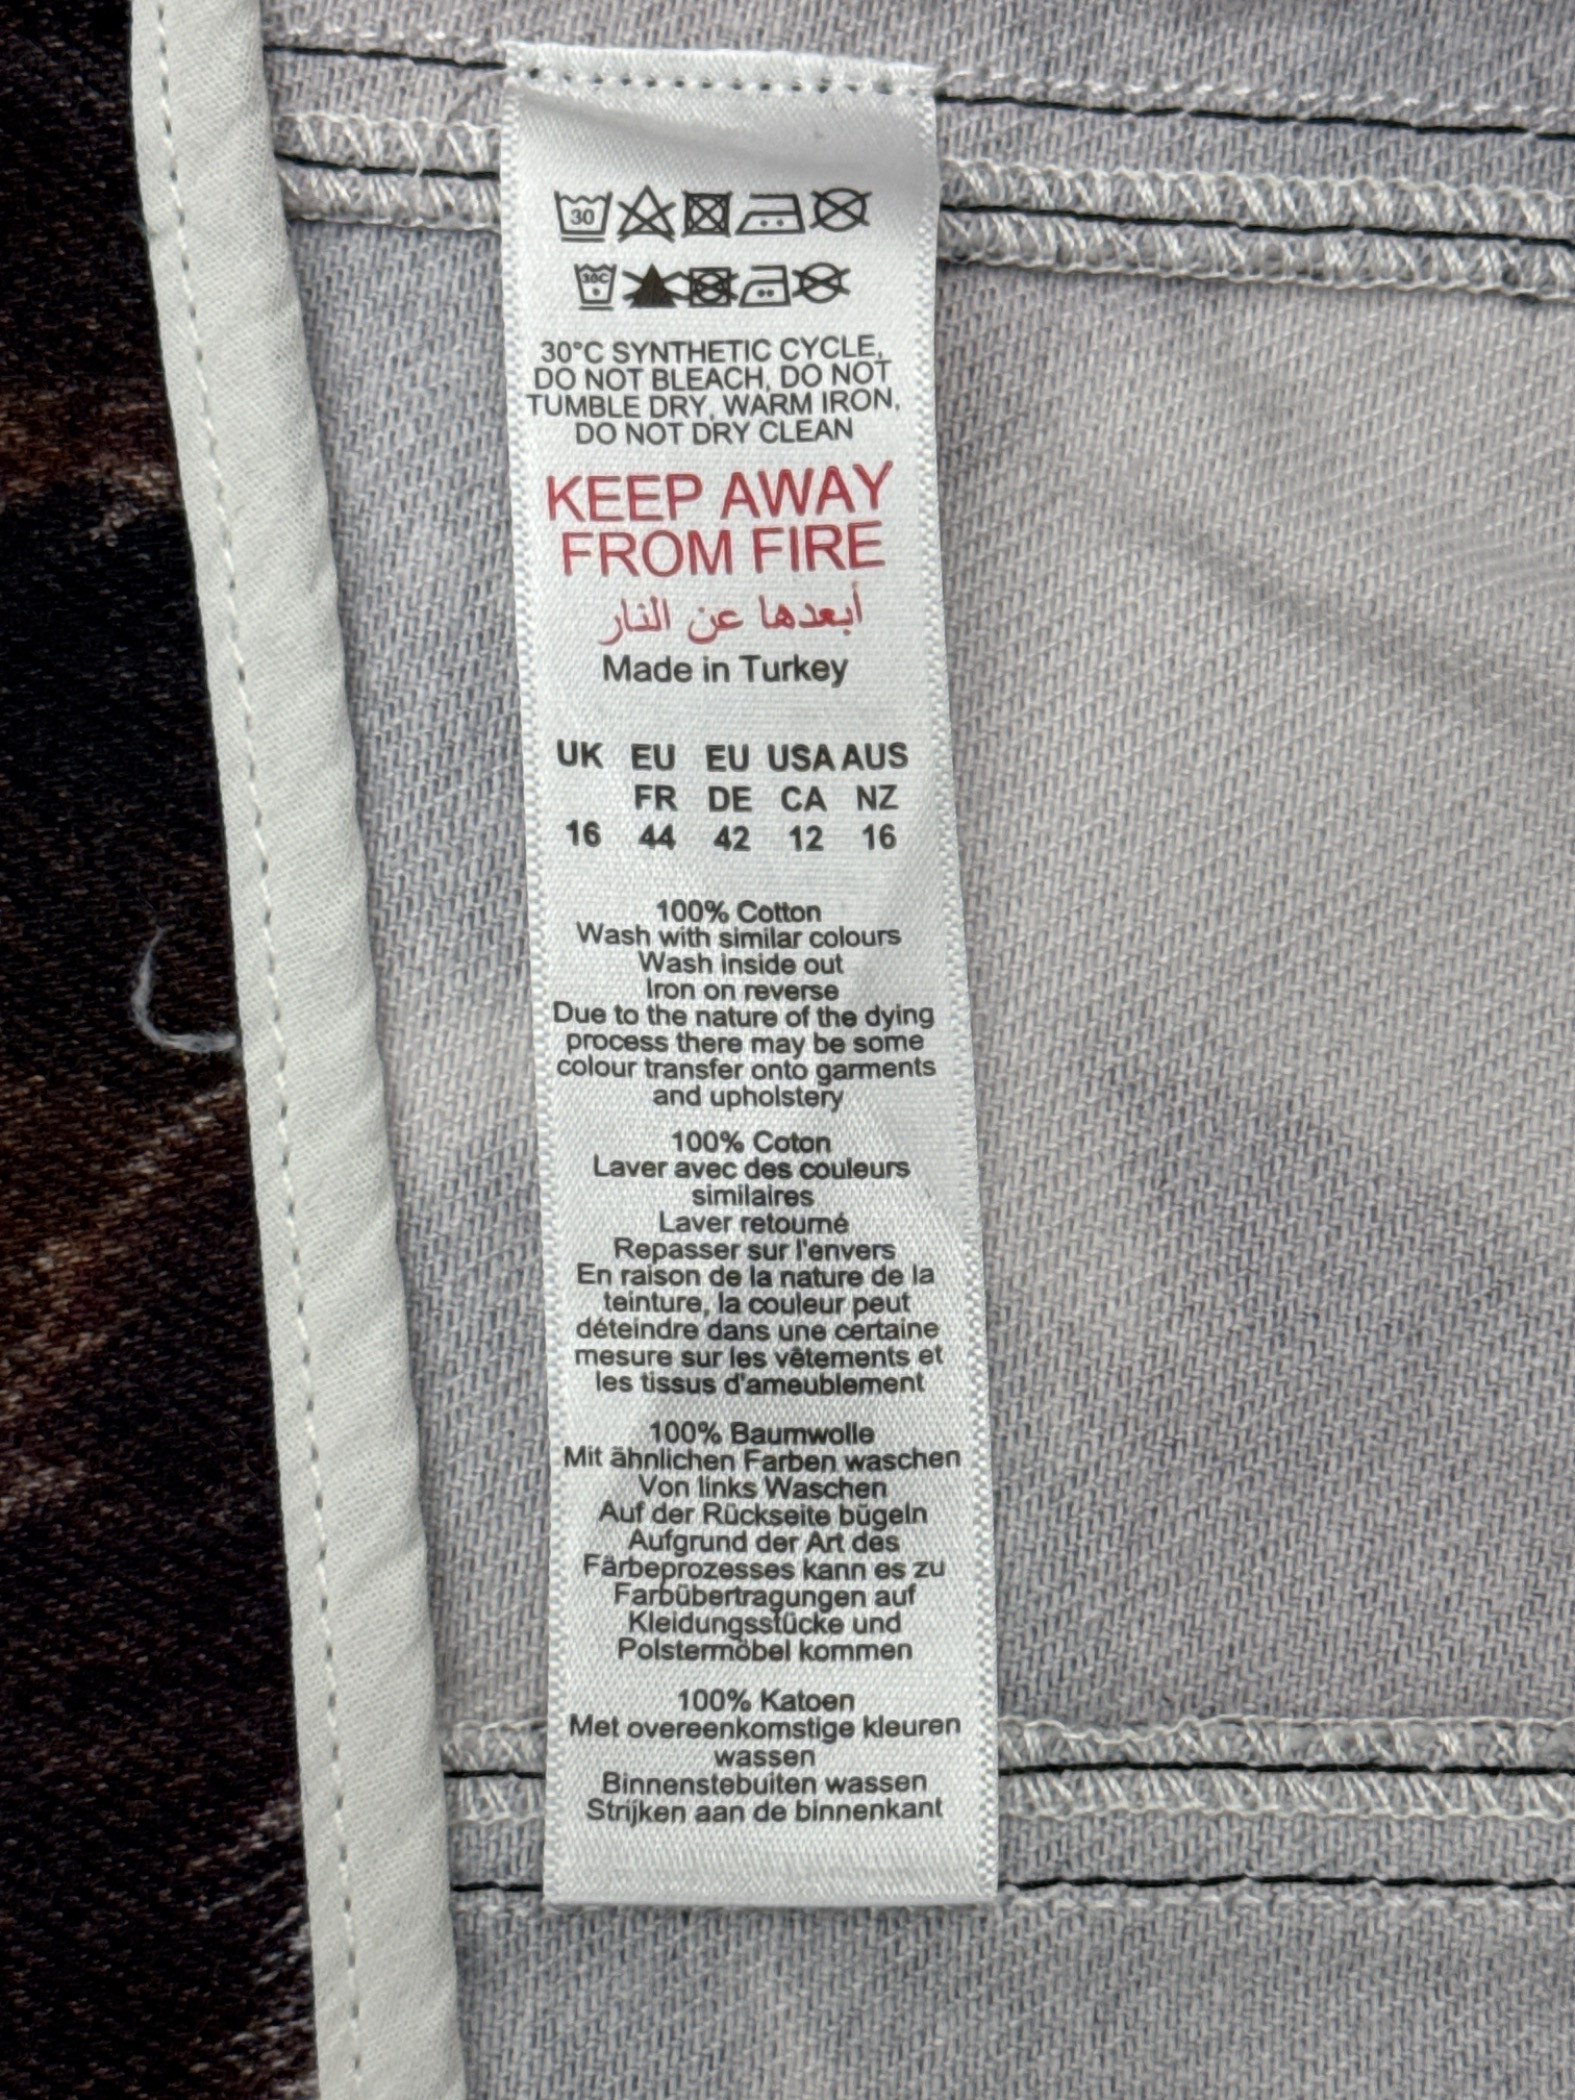 30
30C
30°C SYNTHETIC CYCLE,
DO NOT BLEACH, DO NOT
TUMBLE DRY, WARM IRON,
DO NOT DRY CLEAN
KEEP AWAY
FROM FIRE
أبعدها عن النار
Made in Turkey
UK EU EU USA AUS
FR DE CA NZ
16 44 42 12 16
100% Cotton
Wash with similar colours
Wash inside out
Iron on reverse
Due to the nature of the dying
process there may be some
colour transfer onto garments
and upholstery
100% Coton
Laver avec des couleurs
similaires
Laver retourné
Repasser sur l'envers
En raison de la nature de la
teinture, la couleur peut
déteindre dans une certaine
mesure sur les vêtements et
les tissus d'ameublement
100% Baumwolle
Mit ähnlichen Farben waschen
Von links Waschen
Auf der Rückseite bügeln
Aufgrund der Art des
Färbeprozesses kann es zu
Farbübertragungen auf
Kleidungsstücke und
Polstermöbel kommen
100% Katoen
Met overeenkomstige kleuren
wassen
Binnenstebuiten wassen
Strijken aan de binnenkant